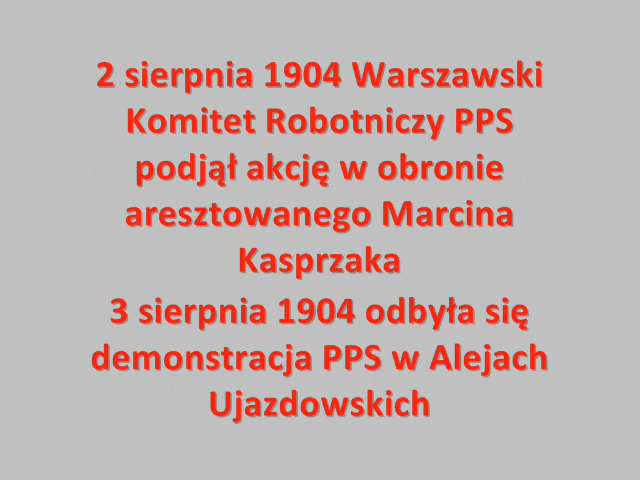 2 sierpnia 1904 Warszawski
Komitet Robotniczy PPS
podjął akcję w obronie
aresztowanego Marcina
Kasprzaka
3 sierpnia 1904 odbyła się
demonstracja PPS w Alejach
Ujazdowskich